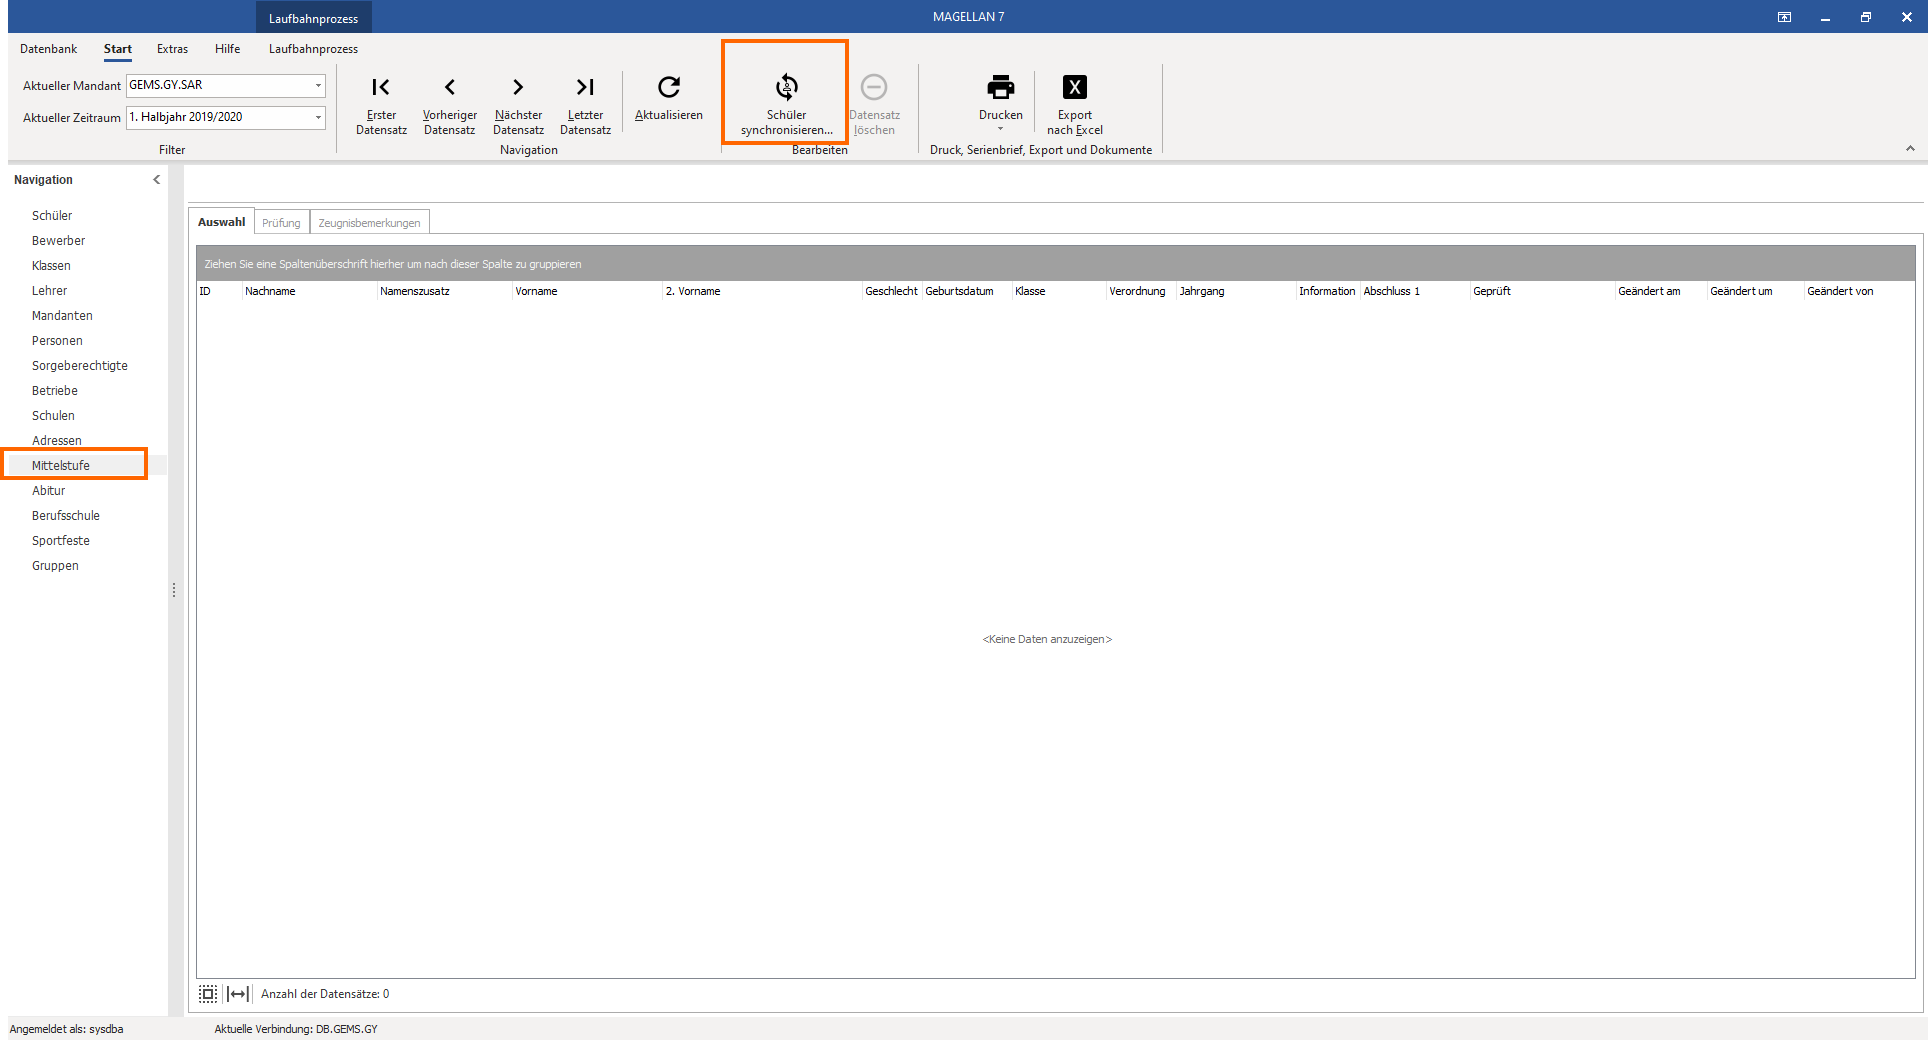 Laufbahnprozess
MAGELLAN 7
Datenbank Start Extras Hilfe Laufbahnprozess
Aktueller Mandant GEMS.GY.SAR
Aktueller Zeitraum 1. Halbjahr 2019/2020
Filter
Erster
Datensatz
Vorheriger
Datensatz
Nächster
Datensatz
Letzter
Datensatz
Aktualisieren
Navigation
Schüler
synchronisieren...
Datensatz
löschen
Bearbeiten
Drucken
Export
nach Excel
Druck, Serienbrief, Export und Dokumente
Navigation
Schüler
Bewerber
Klassen
Lehrer
Mandanten
Personen
Sorgeberechtigte
Betriebe
Schulen
Adressen
Mittelstufe
Abitur
Berufsschule
Sportfeste
Gruppen
Auswahl Prüfung Zeugnisbemerkungen
Ziehen Sie eine Spaltenüberschrift hierher um nach dieser Spalte zu gruppieren
ID Nachname Namenszusatz Vorname 2. Vorname Geschlecht Geburtsdatum Klasse Verordnung Jahrgang Information Abschluss 1 Geprüft Geändert am Geändert um Geändert von
<Keine Daten anzuzeigen>
Anzahl der Datensätze: 0
Angemeldet als: sysdba Aktuelle Verbindung: DB.GEMS.GY